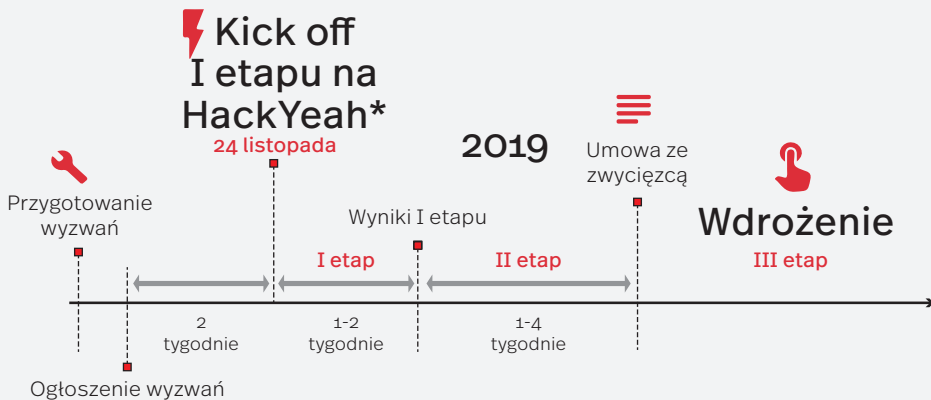 Kick off
I etapu na
HackYeah*
24 listopada
2019
Umowa ze
zwycięzcą
Przygotowanie
wyzwań
Wyniki I etapu
Wdrożenie
I etap
II etap
III etap
2
tygodnie
1-2
tygodnie
1-4
tygodnie
Ogłoszenie wyzwań